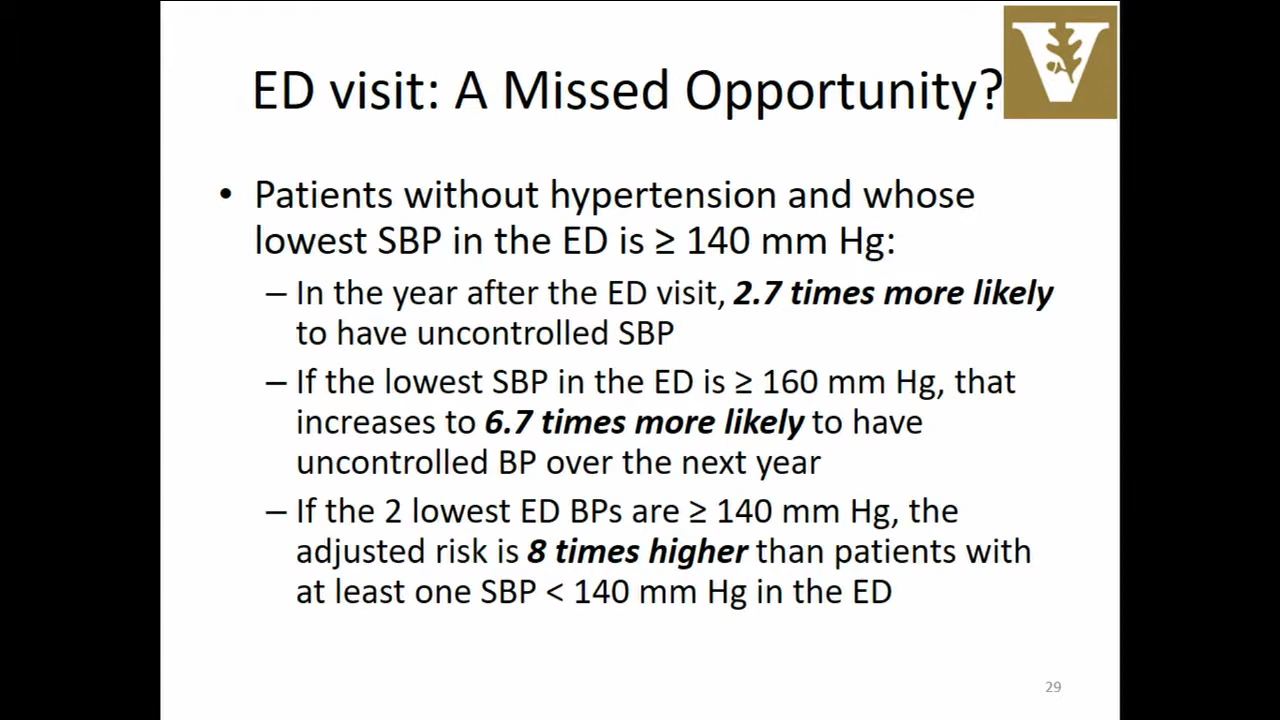 ED visit: A Missed Opportunity?
V
• Patients without hypertension and whose
lowest SBP in the ED is ≥ 140 mm Hg:
– In the year after the ED visit, 2.7 times more likely
to have uncontrolled SBP
– If the lowest SBP in the ED is ≥ 160 mm Hg, that
increases to 6.7 times more likely to have
uncontrolled BP over the next year
– If the 2 lowest ED BPs are ≥ 140 mm Hg, the
adjusted risk is 8 times higher than patients with
at least one SBP < 140 mm Hg in the ED
29